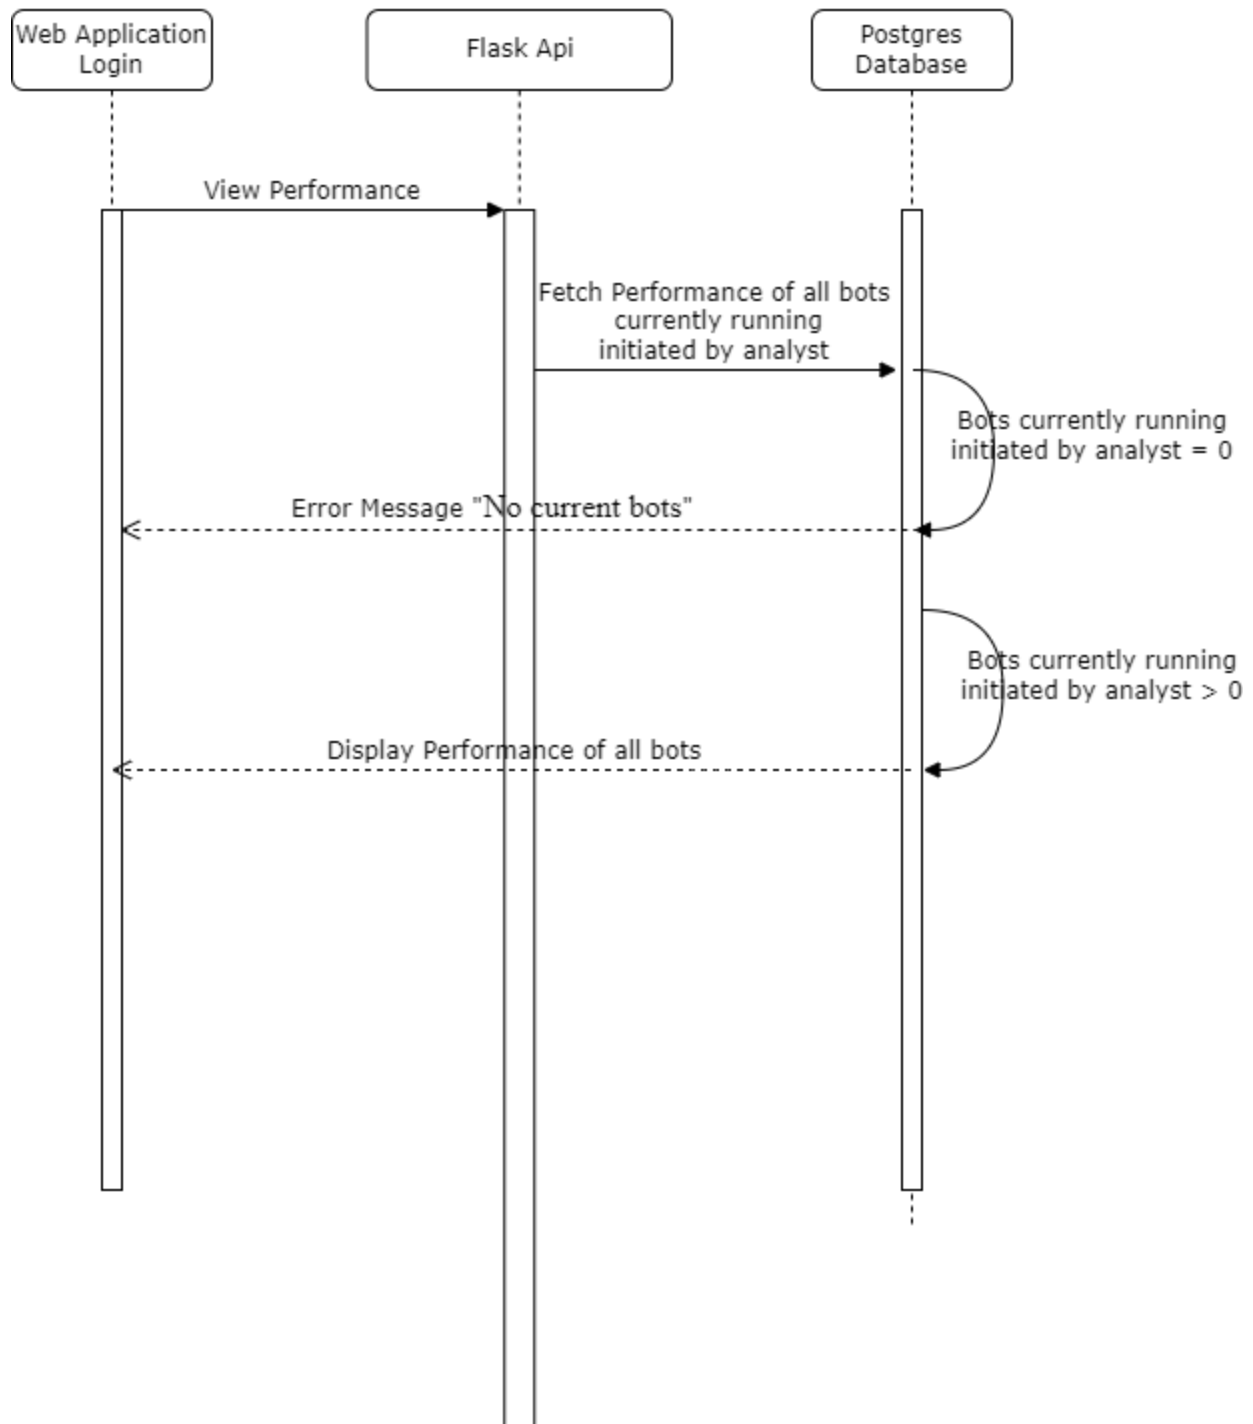 Web Application
Login
Flask Api
Postgres
Database
View Performance
Fetch Performance of all bots
currently running
initiated by analyst
Bots currently running
initiated by analyst = 0
Error Message "No current bots"
Bots currently running
initiated by analyst > 0
Display Performance of all bots